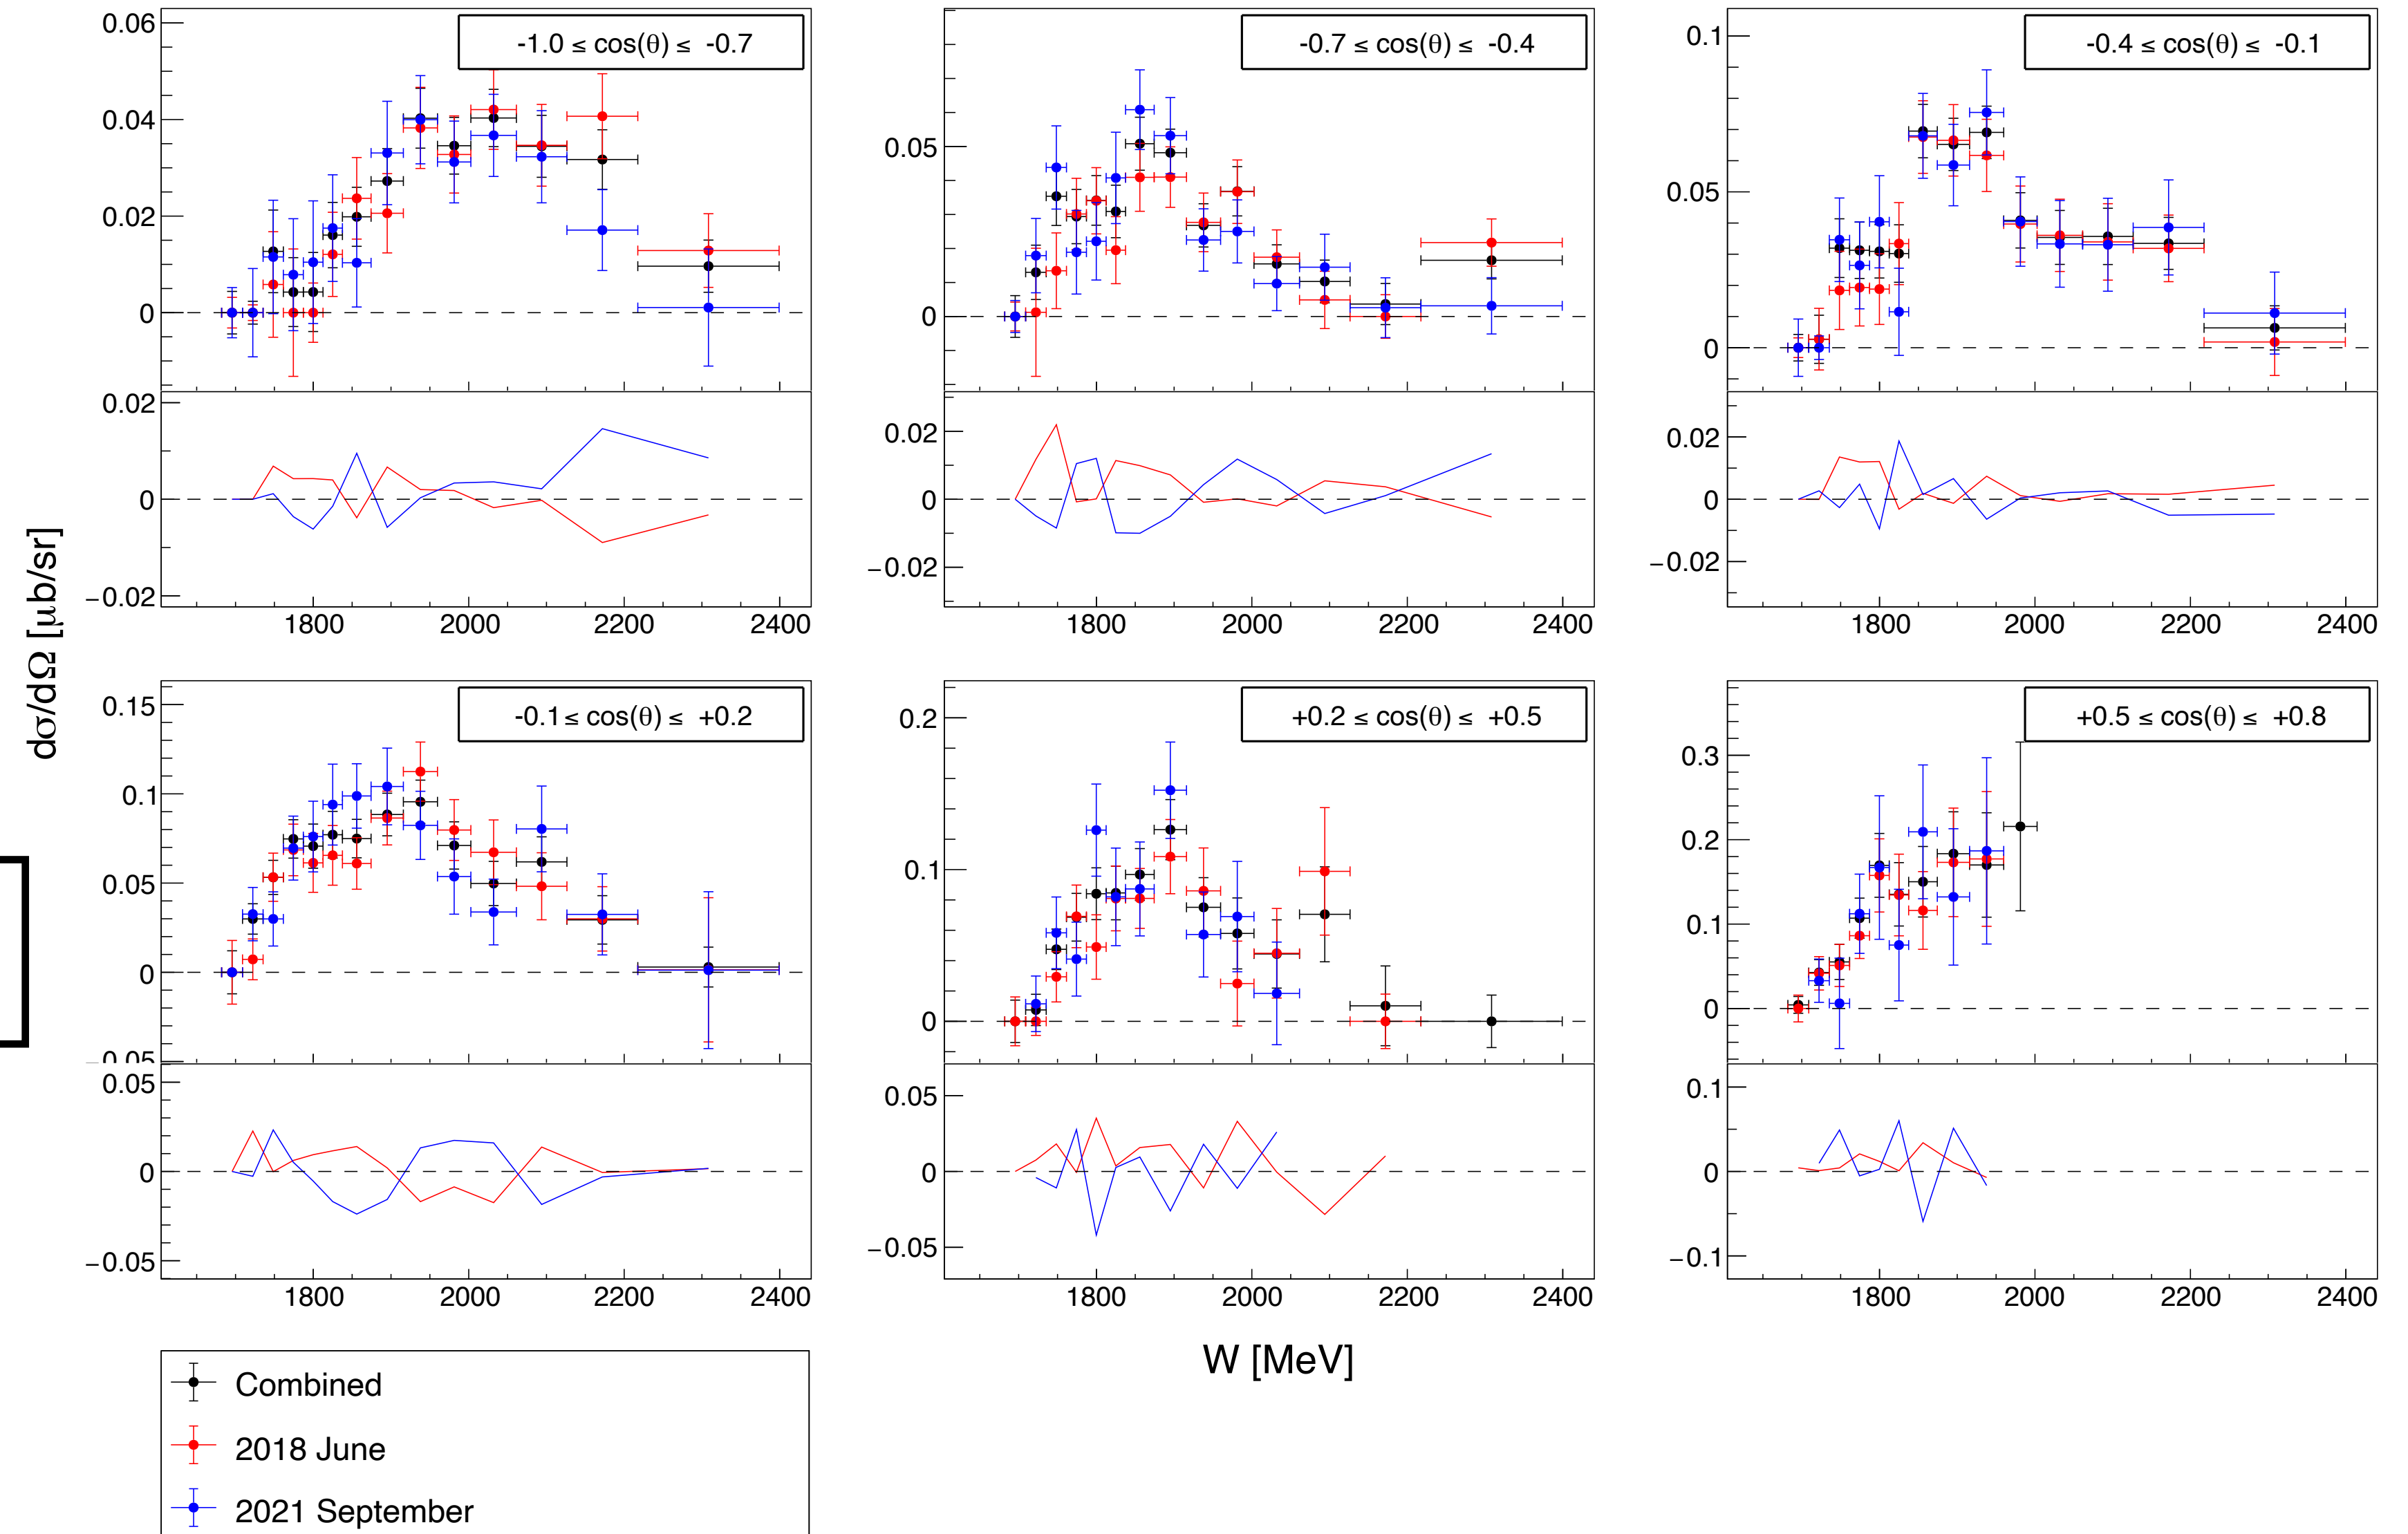 -1.0 ≤ cos(θ) ≤ -0.7
0.06
0.04
0.02
0
0.02
0
−0.02
1800 2000 2200 2400
-0.7 ≤ cos(θ) ≤ -0.4
0.05
0
0.02
0
−0.02
1800 2000 2200 2400
-0.4 ≤ cos(θ) ≤ -0.1
0.1
0.05
0
0.02
0
−0.02
1800 2000 2200 2400
dσ/dΩ [μb/sr]
-0.1 ≤ cos(θ) ≤ +0.2
0.15
0.1
0.05
0
−0.05
0.05
0
−0.05
1800 2000 2200 2400
+0.2 ≤ cos(θ) ≤ +0.5
0.2
0.1
0
0.05
0
−0.05
1800 2000 2200 2400
+0.5 ≤ cos(θ) ≤ +0.8
0.3
0.2
0.1
0
0.1
0
−0.1
1800 2000 2200 2400
W [MeV]
Combined
2018 June
2021 September